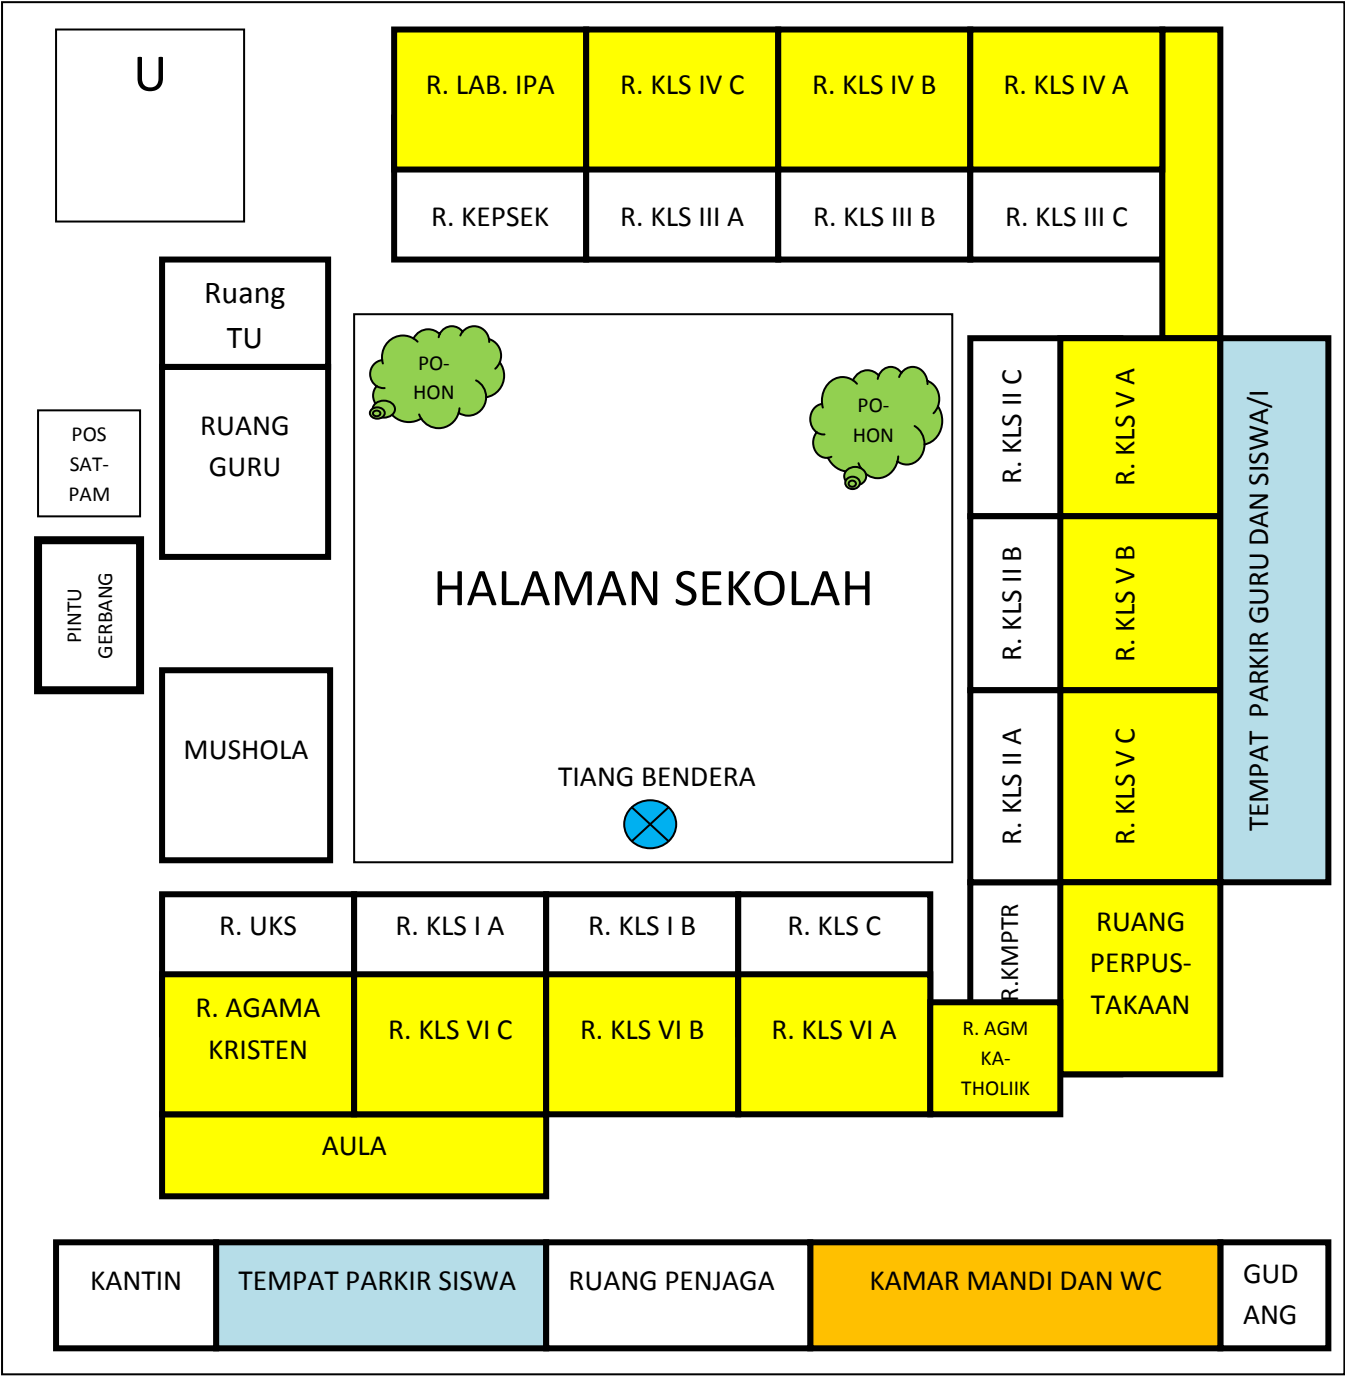 U
R. LAB. IPA
R. KLS IV C
R. KLS IV B
R. KLS IV A
R. KEPSEK
R. KLS III A
R. KLS III B
R. KLS III C
Ruang
TU
RUANG
GURU
POS
SAT-
PAM
PINTU
GERBANG
MUSHOLA
PO-
HON
PO-
HON
HALAMAN SEKOLAH
TIANG BENDERA
R. KLS II C
R. KLS V A
R. KLS II B
R. KLS V B
R. KLS II A
R. KLS V C
TEMPAT PARKIR GURU DAN SISWA/I
R.KMPTR
RUANG
PERPUS-
TAKAAN
R. UKS
R. KLS I A
R. KLS I B
R. KLS C
R. AGAMA
KRISTEN
R. KLS VI C
R. KLS VI B
R. KLS VI A
R. AGM
KA-
THOLIIK
AULA
KANTIN
TEMPAT PARKIR SISWA
RUANG PENJAGA
KAMAR MANDI DAN WC
GUD
ANG